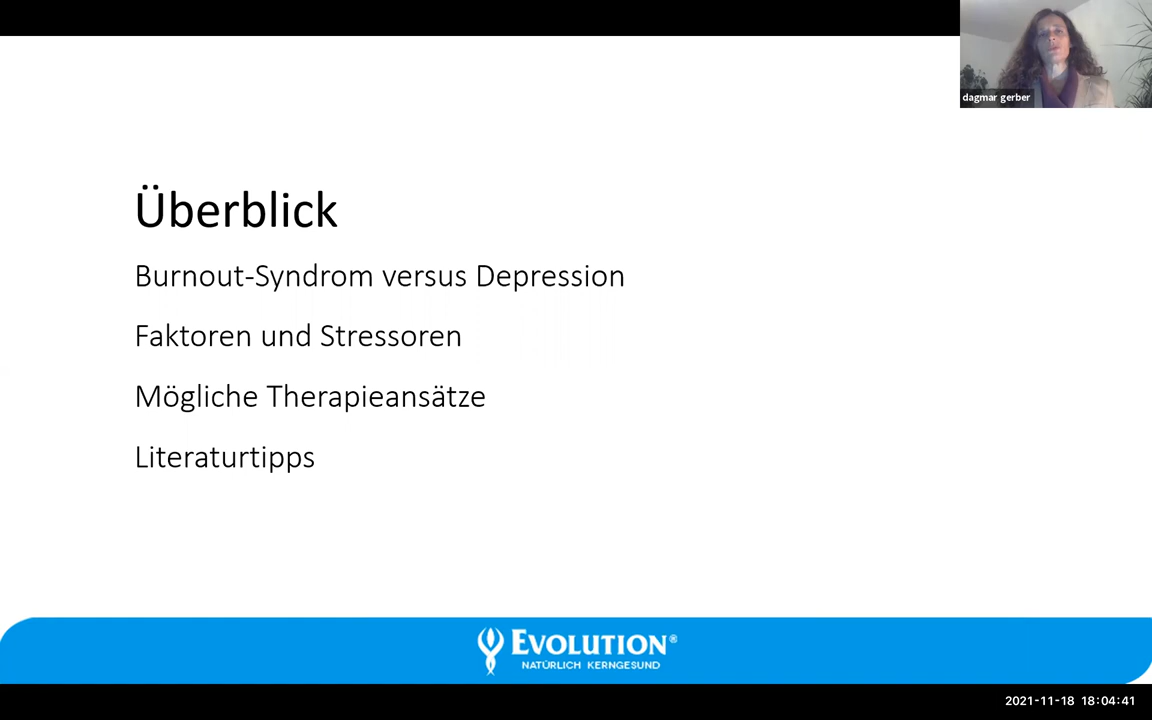 dagmar gerber
Überblick
Burnout-Syndrom versus Depression
Faktoren und Stressoren
Mögliche Therapieansätze
Literaturtipps
EVOLUTION®
NATÜRLICH KERNGESUND
2021-11-18 18:04:41